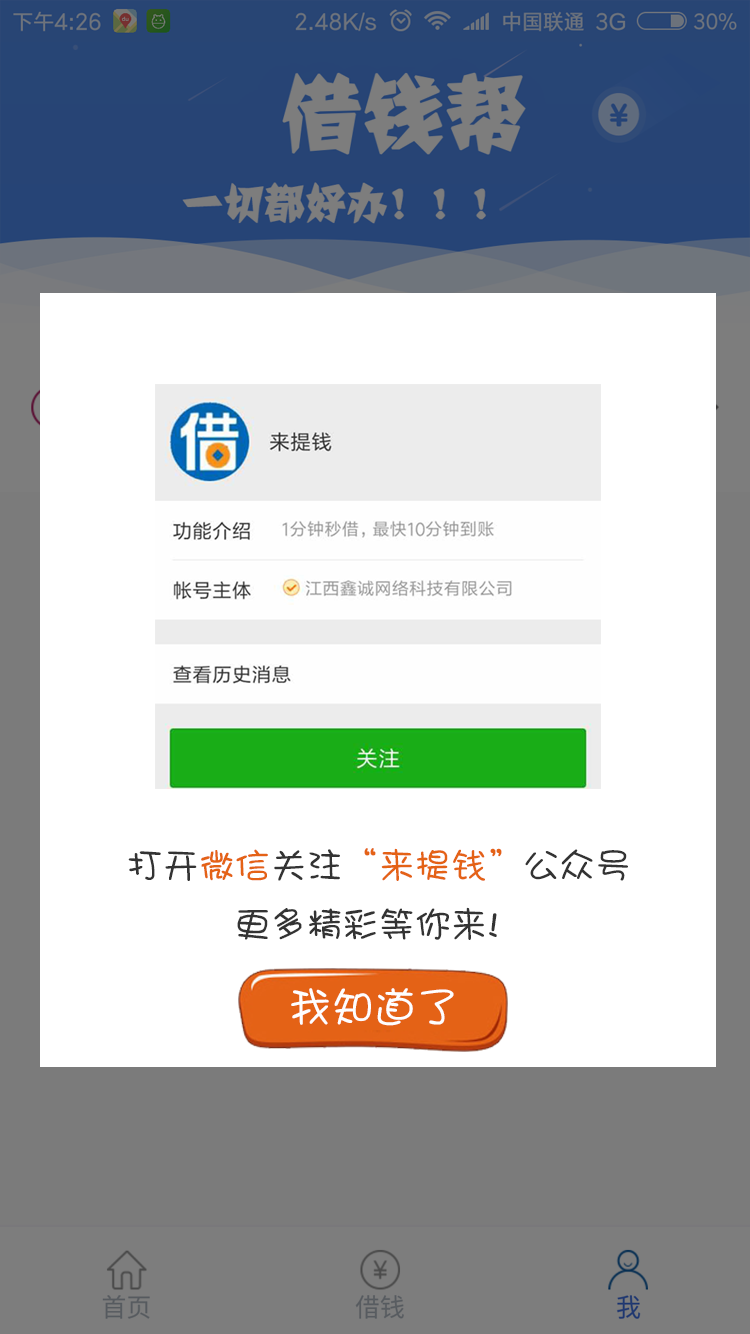 下午4:26 2.48K/s 中国联通 3G 30%
借钱帮
¥
一切都好办！！！
借 来提钱
功能介绍 1分钟秒借，最快10分钟到账
帐号主体 江西鑫诚网络科技有限公司
查看历史消息
关注
打开微信关注“来提钱”公众号
更多精彩等你来!
我知道了
¥
首页 借钱 我